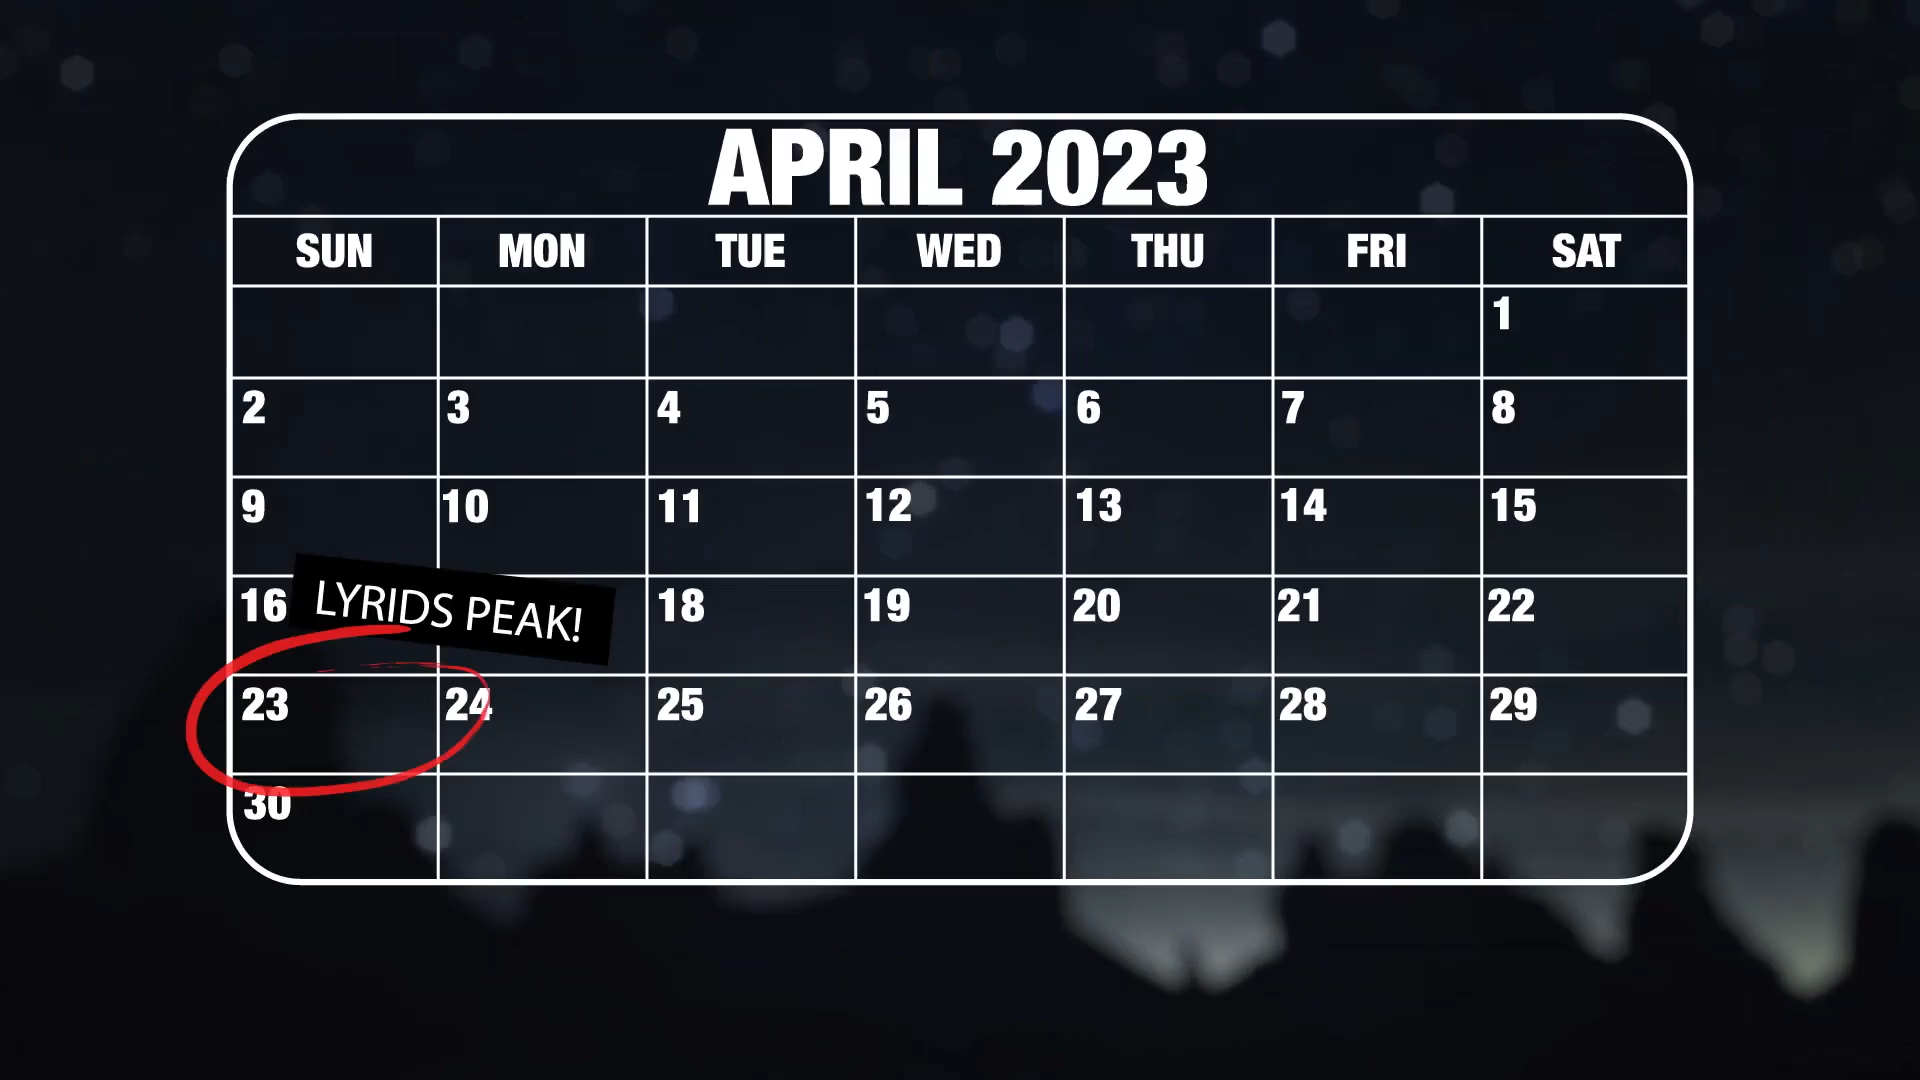 APRIL 2023
SUN MON TUE WED THU FRI SAT
1
2 3 4 5 6 7 8
9 10 11 12 13 14 15
16 18 19 20 21 22
LYRIDS PEAK!
23 24 25 26 27 28 29
30